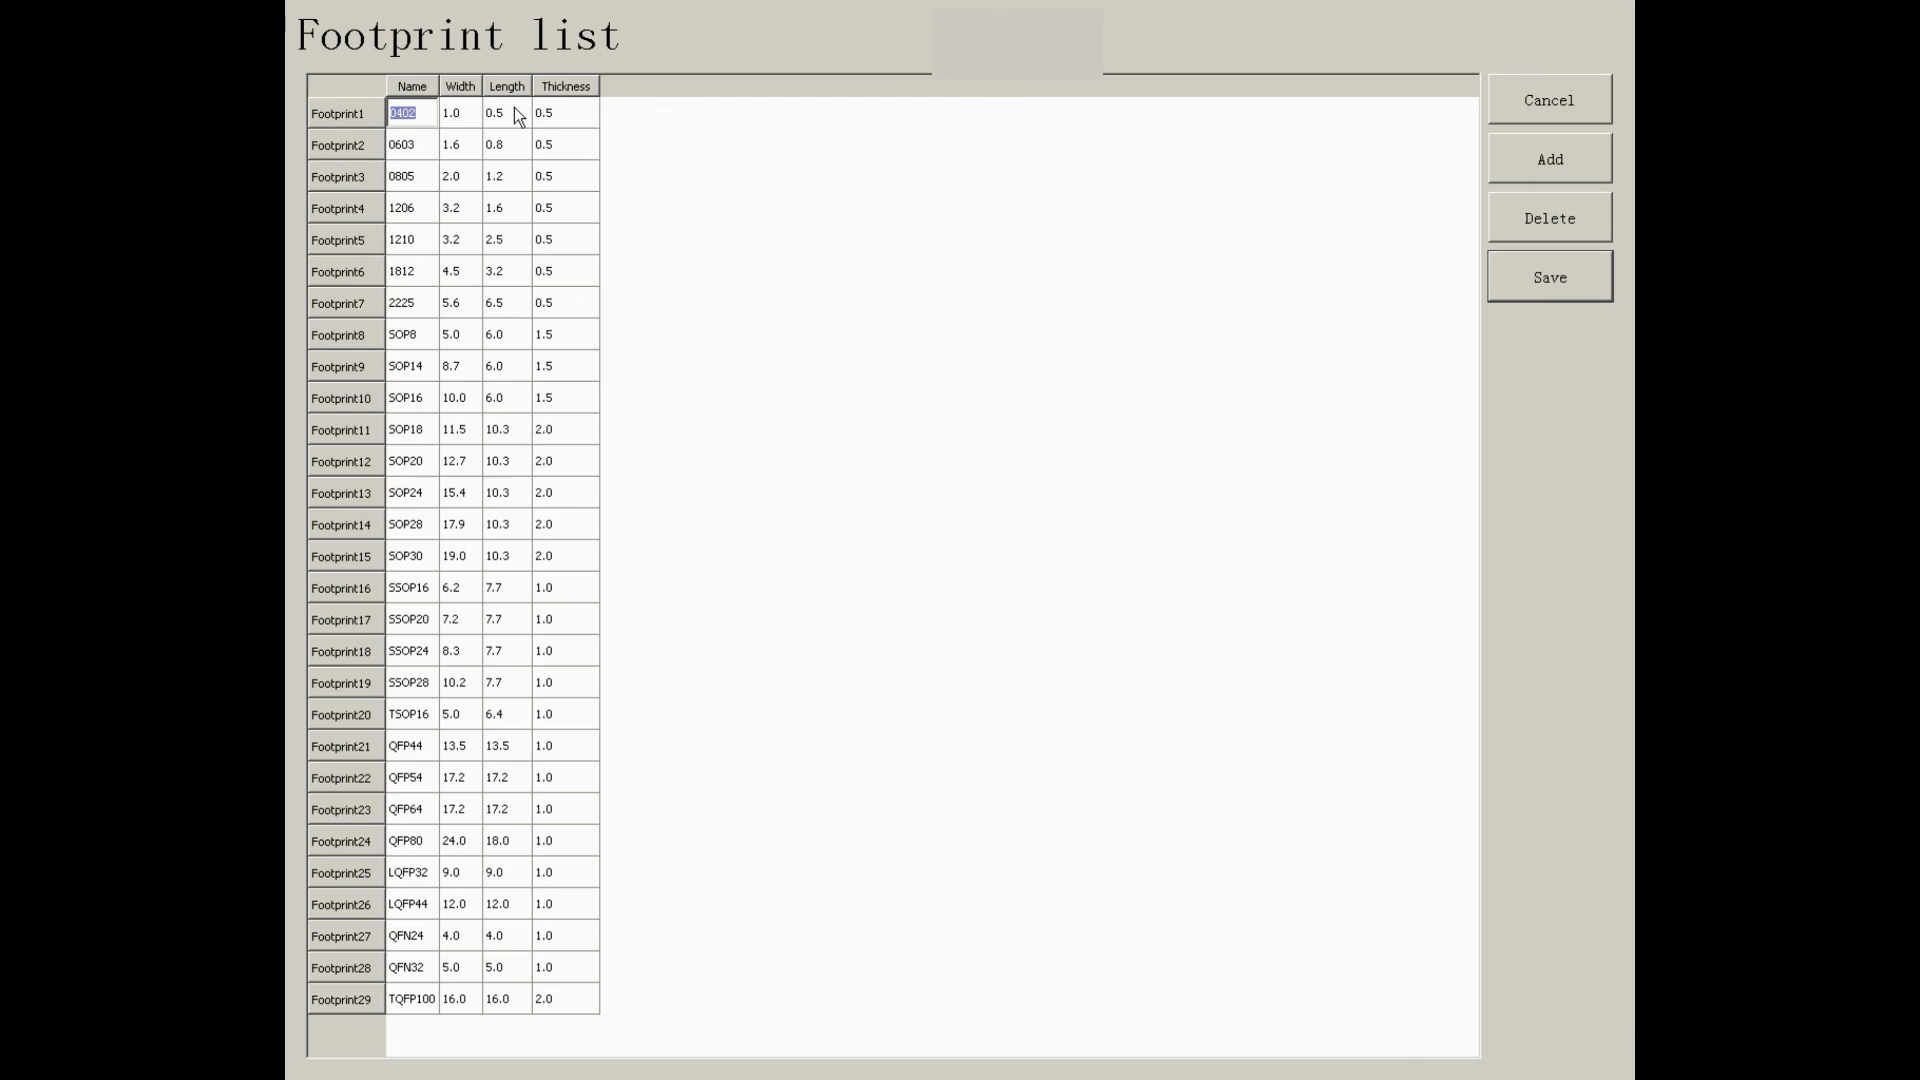 Footprint list
Name Width Length Thickness
Footprint1 0402 1.0 0.5 0.5
Footprint2 0603 1.6 0.8 0.5
Footprint3 0805 2.0 1.2 0.5
Footprint4 1206 3.2 1.6 0.5
Footprint5 1210 3.2 2.5 0.5
Footprint6 1812 4.5 3.2 0.5
Footprint7 2225 5.6 6.5 0.5
Footprint8 SOP8 5.0 6.0 1.5
Footprint9 SOP14 8.7 6.0 1.5
Footprint10 SOP16 10.0 6.0 1.5
Footprint11 SOP18 11.5 10.3 2.0
Footprint12 SOP20 12.7 10.3 2.0
Footprint13 SOP24 15.4 10.3 2.0
Footprint14 SOP28 17.9 10.3 2.0
Footprint15 SOP30 19.0 10.3 2.0
Footprint16 SSOP16 6.2 7.7 1.0
Footprint17 SSOP20 7.2 7.7 1.0
Footprint18 SSOP24 8.3 7.7 1.0
Footprint19 SSOP28 10.2 7.7 1.0
Footprint20 TSOP16 5.0 6.4 1.0
Footprint21 QFP44 13.5 13.5 1.0
Footprint22 QFP54 17.2 17.2 1.0
Footprint23 QFP64 17.2 17.2 1.0
Footprint24 QFP80 24.0 18.0 1.0
Footprint25 LQFP32 9.0 9.0 1.0
Footprint26 LQFP44 12.0 12.0 1.0
Footprint27 QFN24 4.0 4.0 1.0
Footprint28 QFN32 5.0 5.0 1.0
Footprint29 TQFP100 16.0 16.0 2.0
Cancel
Add
Delete
Save